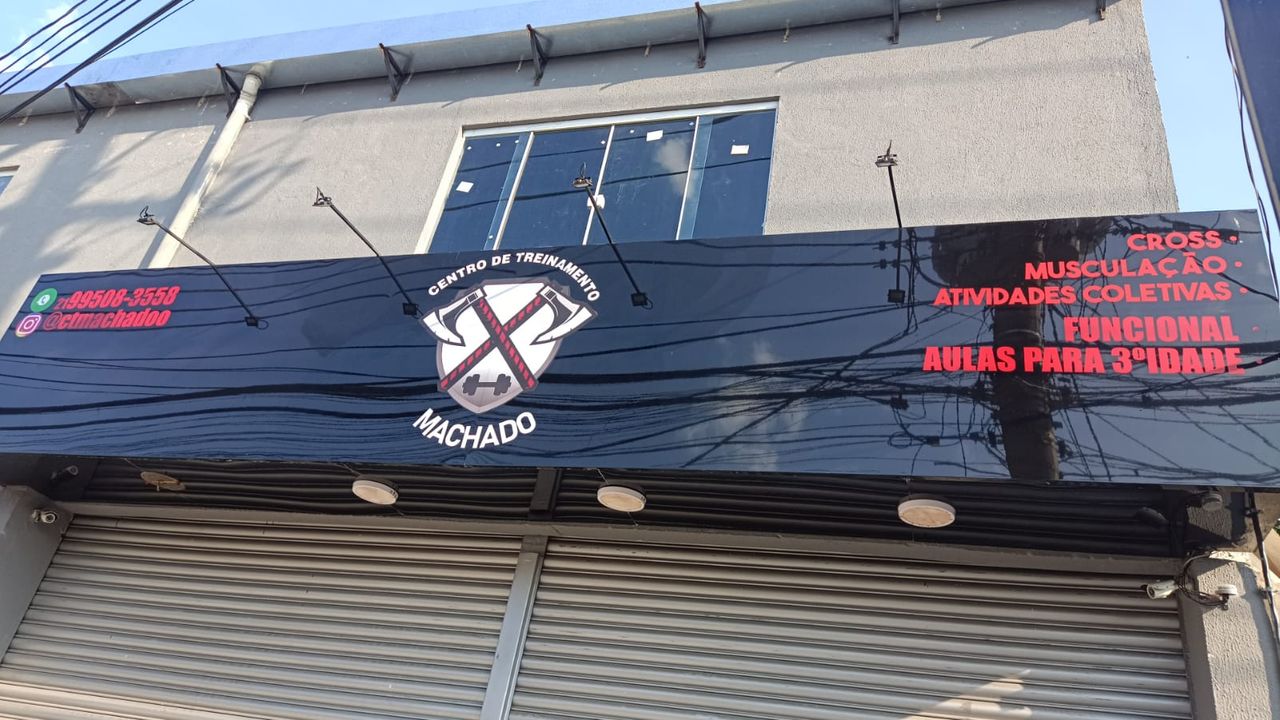 21 99508-3558
@ctmachadoo
CENTRO DE TREINAMENTO
MACHADO
CROSS •
MUSCULAÇÃO •
ATIVIDADES COLETIVAS •
FUNCIONAL •
AULAS PARA 3ºIDADE •